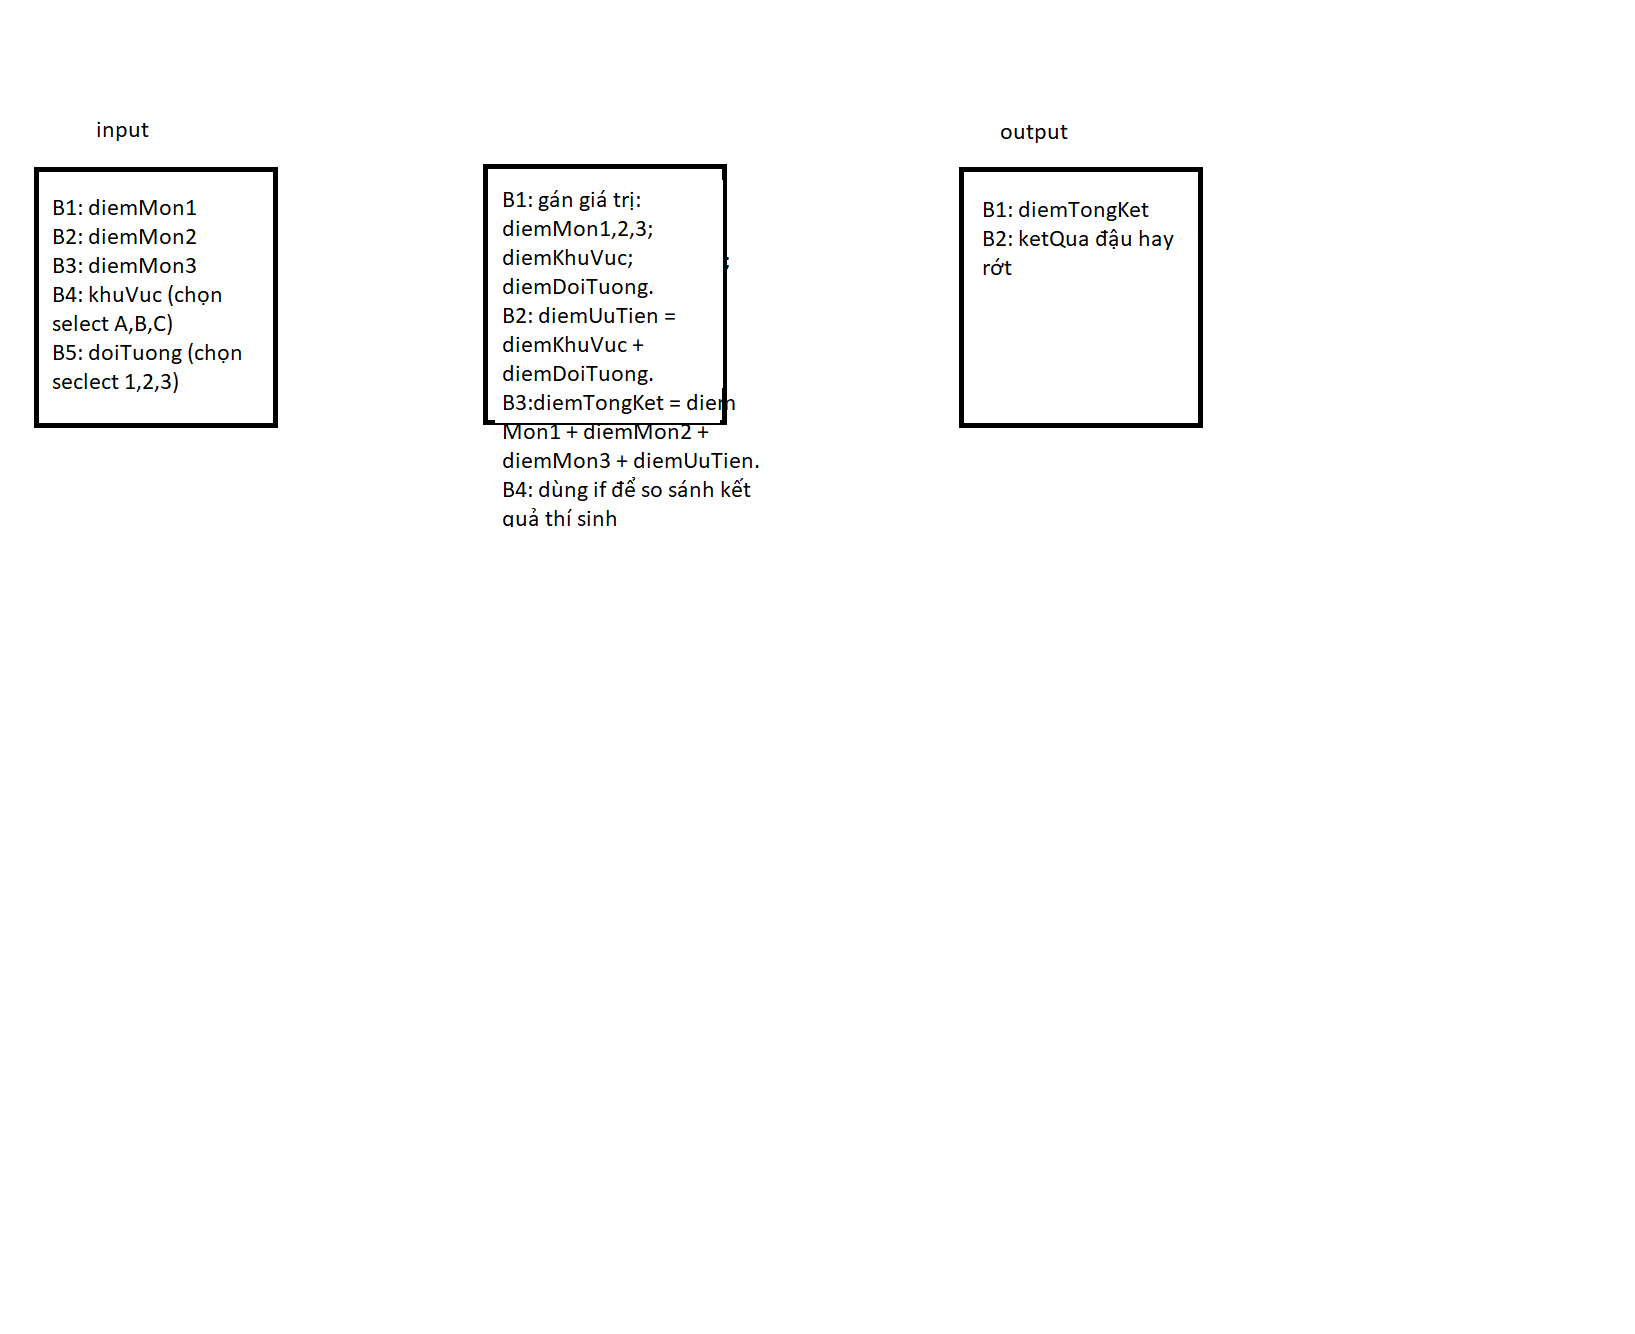 input
B1: diemMon1
B2: diemMon2
B3: diemMon3
B4: khuVuc (chọn
select A,B,C)
B5: doiTuong (chọn
seclect 1,2,3)
B1: gán giá trị:
diemMon1,2,3;
diemKhuVuc;
;
diemDoiTuong.
B2: diemUuTien =
diemKhuVuc +
diemDoiTuong.
B3:diemTongKet = diem
Mon1 + diemMon2 +
diemMon3 + diemUuTien.
B4: dùng if để so sánh kết
quả thí sinh
output
B1: diemTongKet
B2: ketQua đậu hay
rớt